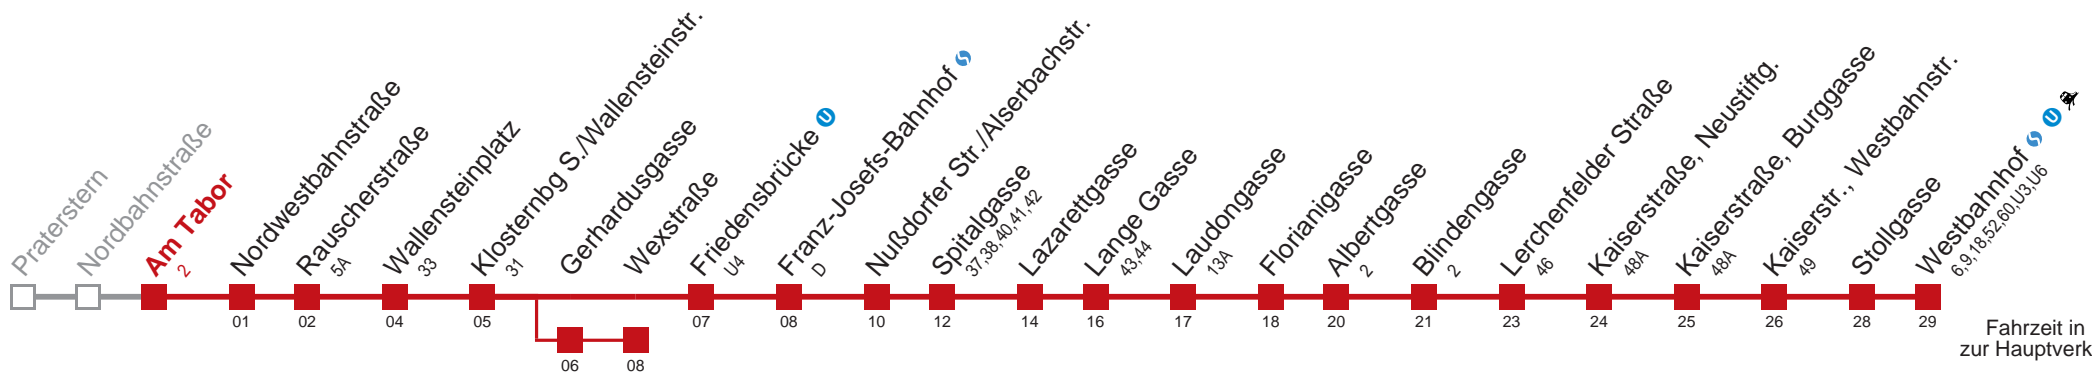 Praterstern
Nordbahnstraße
Am Tabor
2
Nordwestbahnstraße
Rauscherstraße
5A
Wallensteinplatz
33
Klosternbg S./Wallensteinstr.
31
Gerhardusgasse
Wexstraße
Friedensbrücke U
U4
Franz-Josefs-Bahnhof S
D
Nußdorfer Str./Alserbachstr.
Spitalgasse
37,38,40,41,42
Lazarettgasse
Lange Gasse
43,44
Laudongasse
13A
Florianigasse
Albertgasse
2
Blindengasse
2
Lerchenfelder Straße
46
Kaiserstraße, Neustiftg.
48A
Kaiserstraße, Burggasse
48A
Kaiserstr., Westbahnstr.
49
Stollgasse
Westbahnhof S U
6,9,18,52,60,U3,U6
01 02 04 05 07 08 10 12 14 16 17 18 20 21 23 24 25 26 28 29
06 08
Fahrzeit in
zur Hauptverk